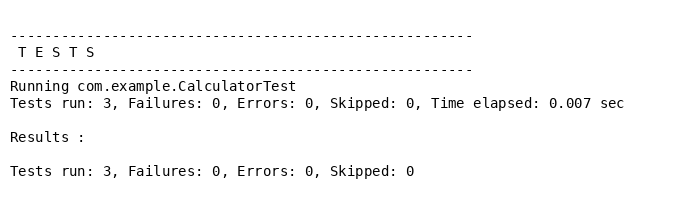 -------------------------------------------------------
 T E S T S
-------------------------------------------------------
Running com.example.CalculatorTest
Tests run: 3, Failures: 0, Errors: 0, Skipped: 0, Time elapsed: 0.007 sec

Results :

Tests run: 3, Failures: 0, Errors: 0, Skipped: 0